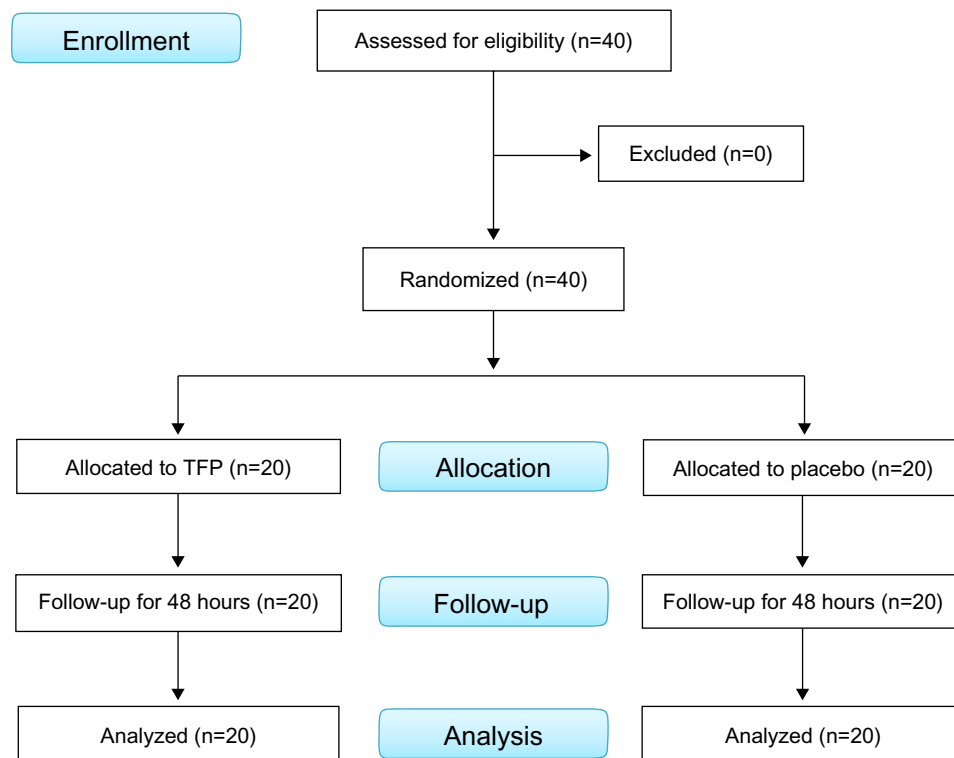 Enrollment
Assessed for eligibility (n=40)
Excluded (n=0)
Randomized (n=40)
Allocated to TFP (n=20)
Allocation
Allocated to placebo (n=20)
Follow-up for 48 hours (n=20)
Follow-up
Follow-up for 48 hours (n=20)
Analyzed (n=20)
Analysis
Analyzed (n=20)